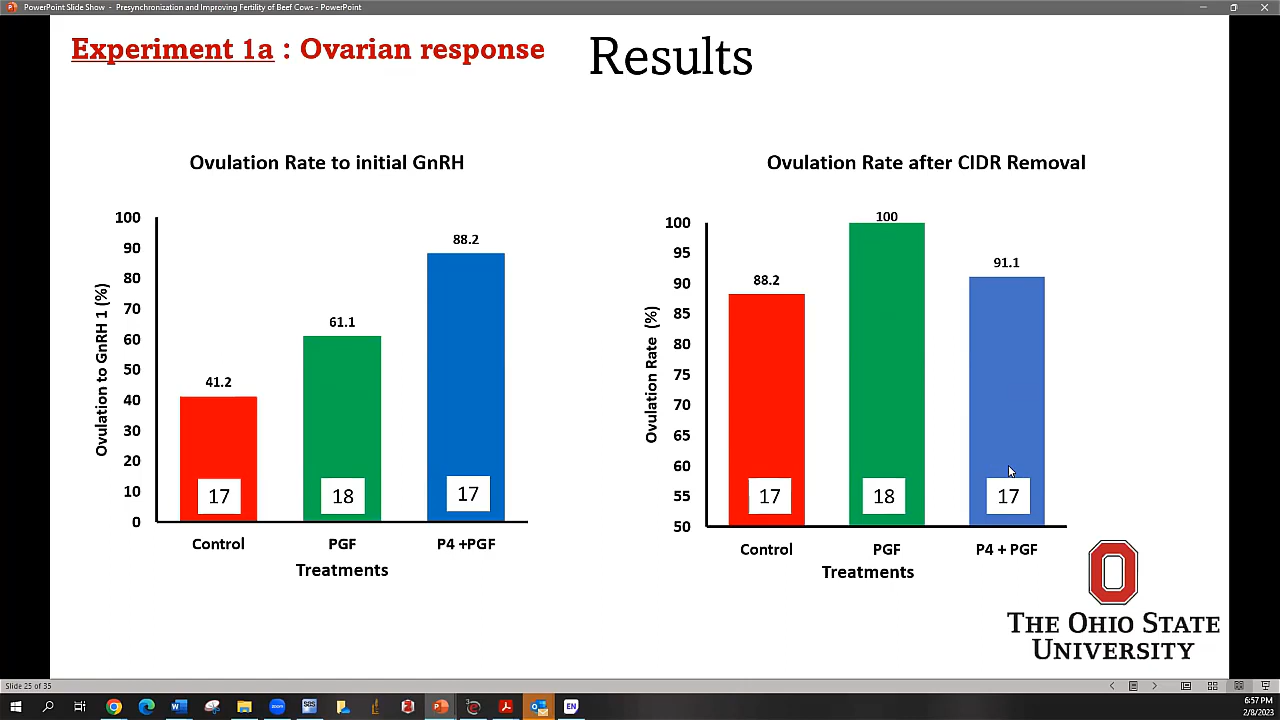 PowerPoint Slide Show - Presynchronization and Improving Fertility of Beef Cows - PowerPoint
Experiment 1a : Ovarian response
Results
Ovulation Rate to initial GnRH
Ovulation to GnRH 1 (%)
100
90
80
70
60
50
40
30
20
10
0
41.2
61.1
88.2
17
18
17
Control
PGF
P4 +PGF
Treatments
Ovulation Rate after CIDR Removal
Ovulation Rate (%)
100
95
90
85
80
75
70
65
60
55
50
88.2
100
91.1
17
18
17
Control
PGF
P4 + PGF
Treatments
THE OHIO STATE
UNIVERSITY
Slide 25 of 35
zoom
SAS
EN
6:57 PM
2/8/2023